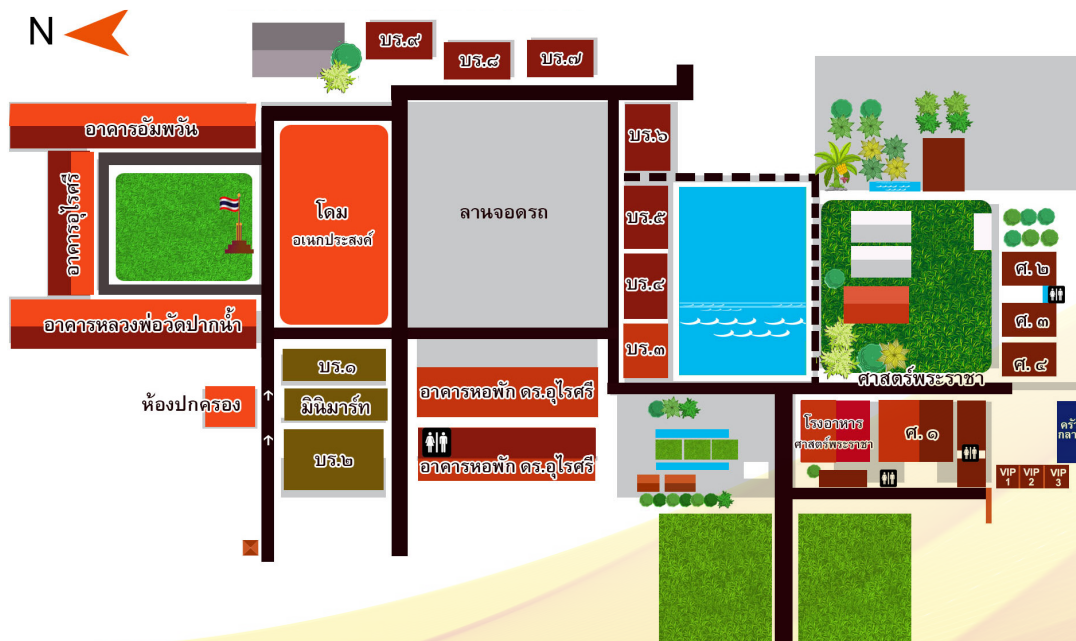 N
บร.๙
บร.๘
บร.๗
อาคารอัมพวัน
บร.๖
อาคารอุไรศรี
โดม
อเนกประสงค์
ลานจอดรถ
บร.๕
บร.๔
ศ. ๒
อาคารหลวงพ่อวัดปากน้ำ
ศ. ๓
บร.๓
บร.๑
ศ. ๔
ศาสตร์พระราชา
อาคารหอพัก ดร.อุไรศรี
ห้องปกครอง
มินิมาร์ท
โรงอาหาร
ศาสตร์พระราชา
ศ. ๑
ครัว
กลาง
บร.๒
อาคารหอพัก ดร.อุไรศรี
VIP
1
VIP
2
VIP
3